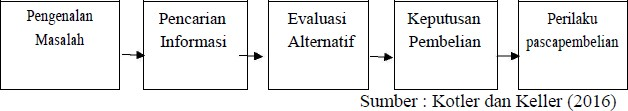 Pengenalan
Masalah
Pencarian
Informasi
Evaluasi
Alternatif
Keputusan
Pembelian
Perilaku
pascapembelian
Sumber : Kotler dan Keller (2016)